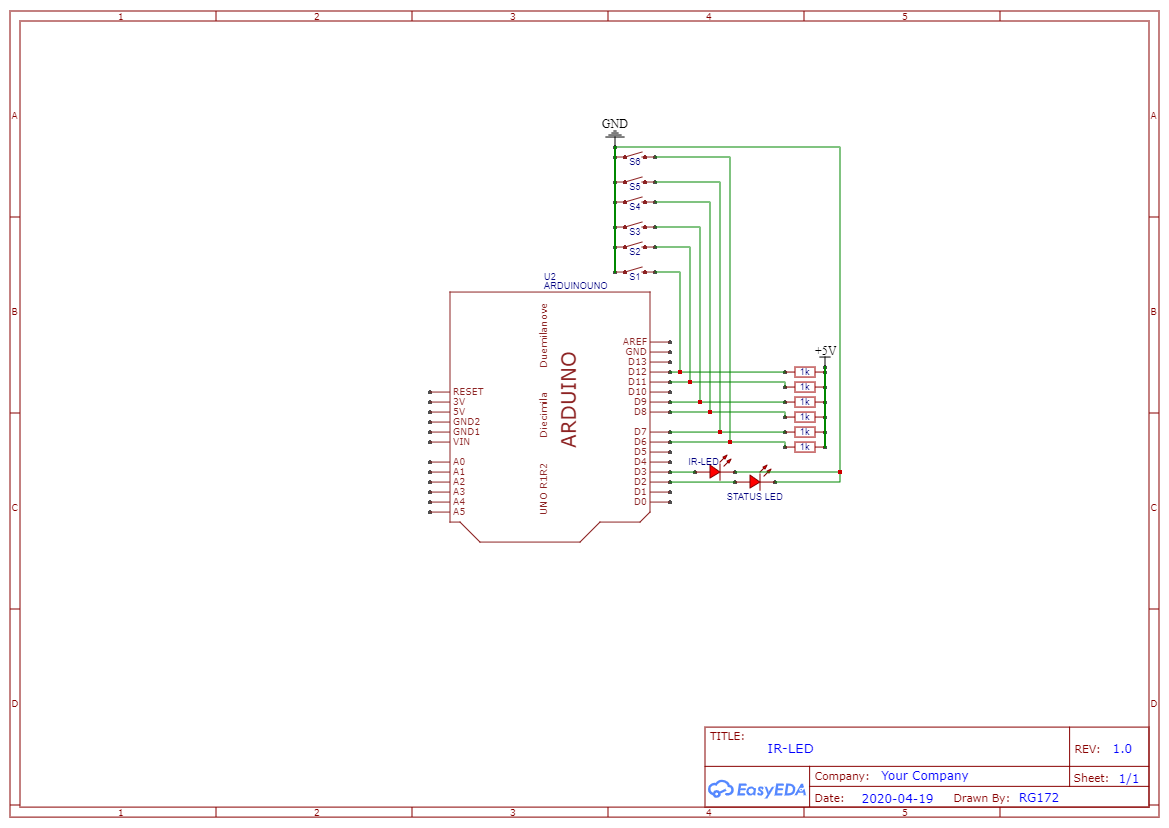 1 2 3 4 5
A A
GND
S6
S5
S4
S3
S2
S1
U2
ARDUINOUNO
B B
UNO R1R2 Diecimila Duemilanove
ARDUINO
AREF
GND
D13
D12
D11
D10
D9
D8
D7
D6
D5
D4
D3
D2
D1
D0
RESET
3V
5V
GND2
GND1
VIN
A0
A1
A2
A3
A4
A5
+5V
1k
1k
1k
1k
1k
1k
IR-LED
STATUS LED
C C
D D
TITLE:
IR-LED
REV: 1.0
EasyEDA
Company: Your Company
Sheet: 1/1
Date: 2020-04-19 Drawn By: RG172
1 2 3 4 5